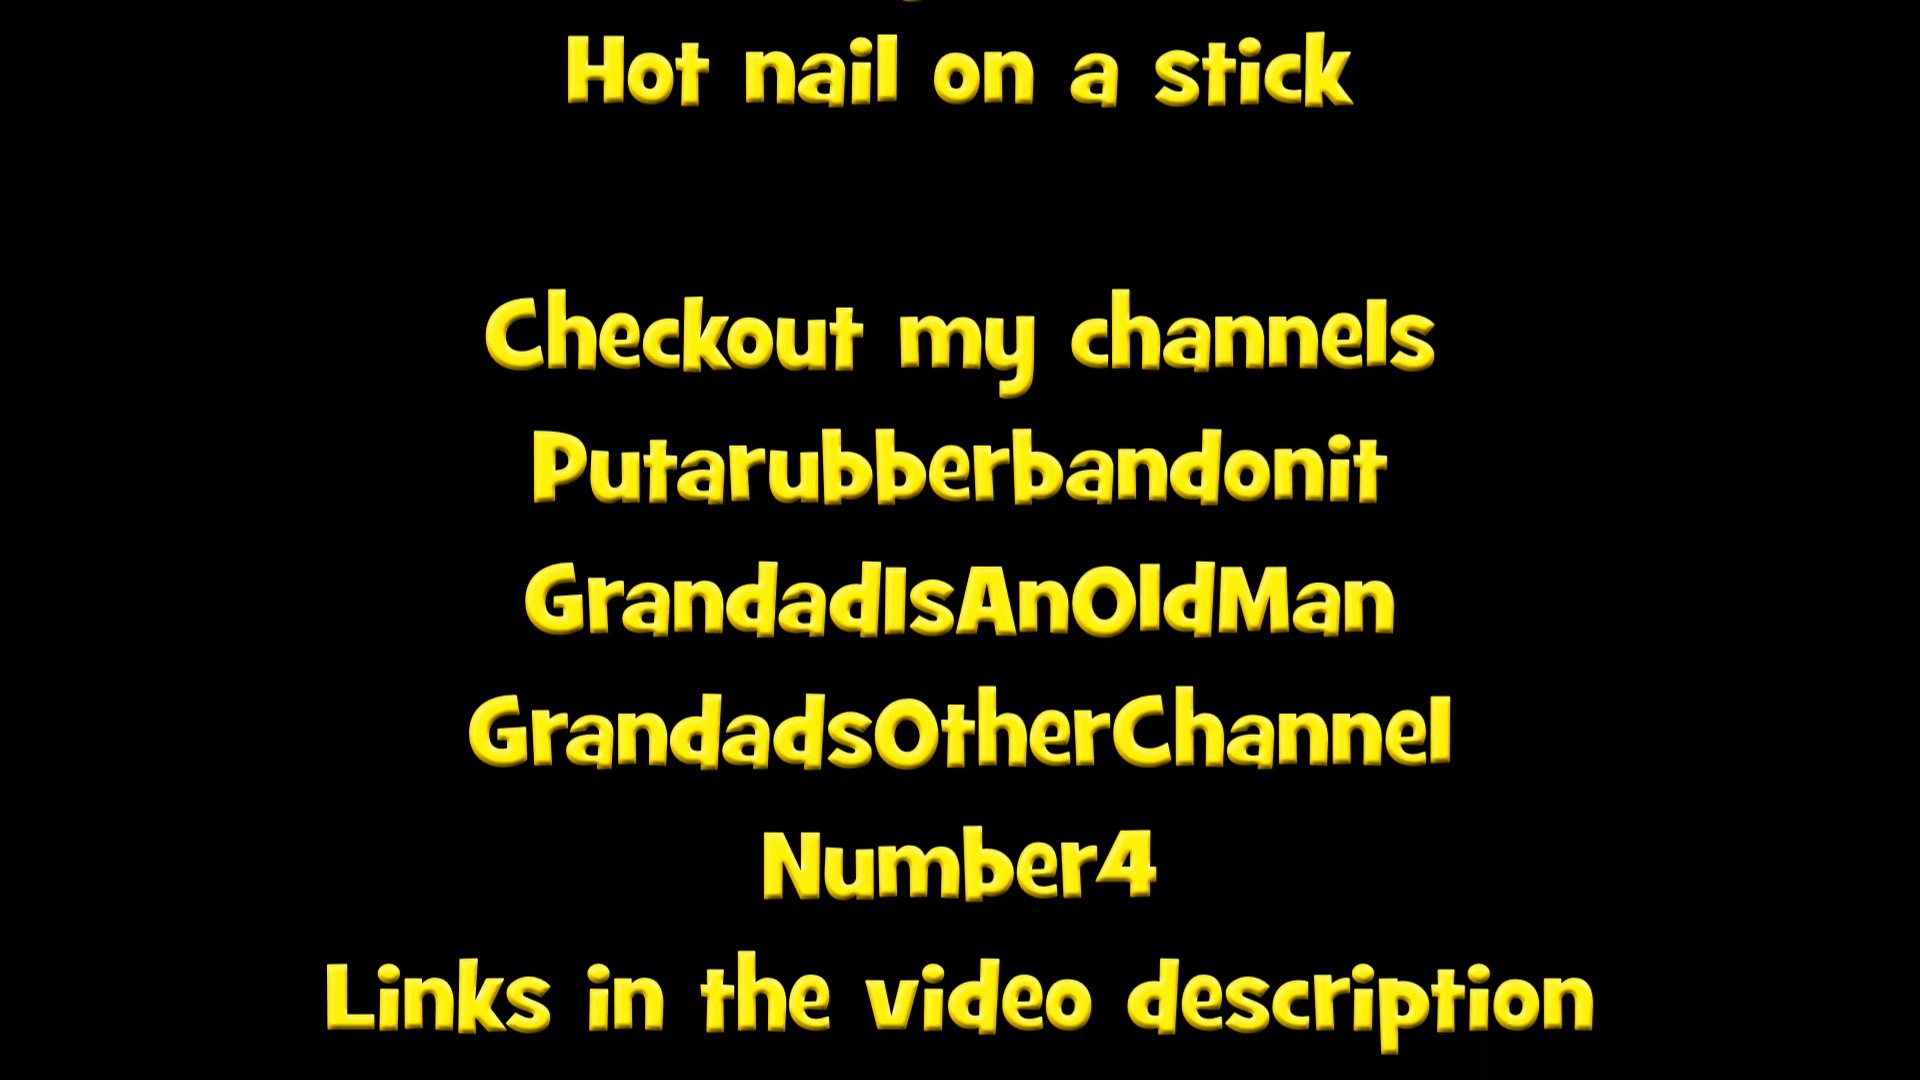 Hot nail on a stick
Checkout my channels
Putarubberbandonit
GrandadIsAnOldMan
GrandadsOtherChannel
Number4
Links in the video description